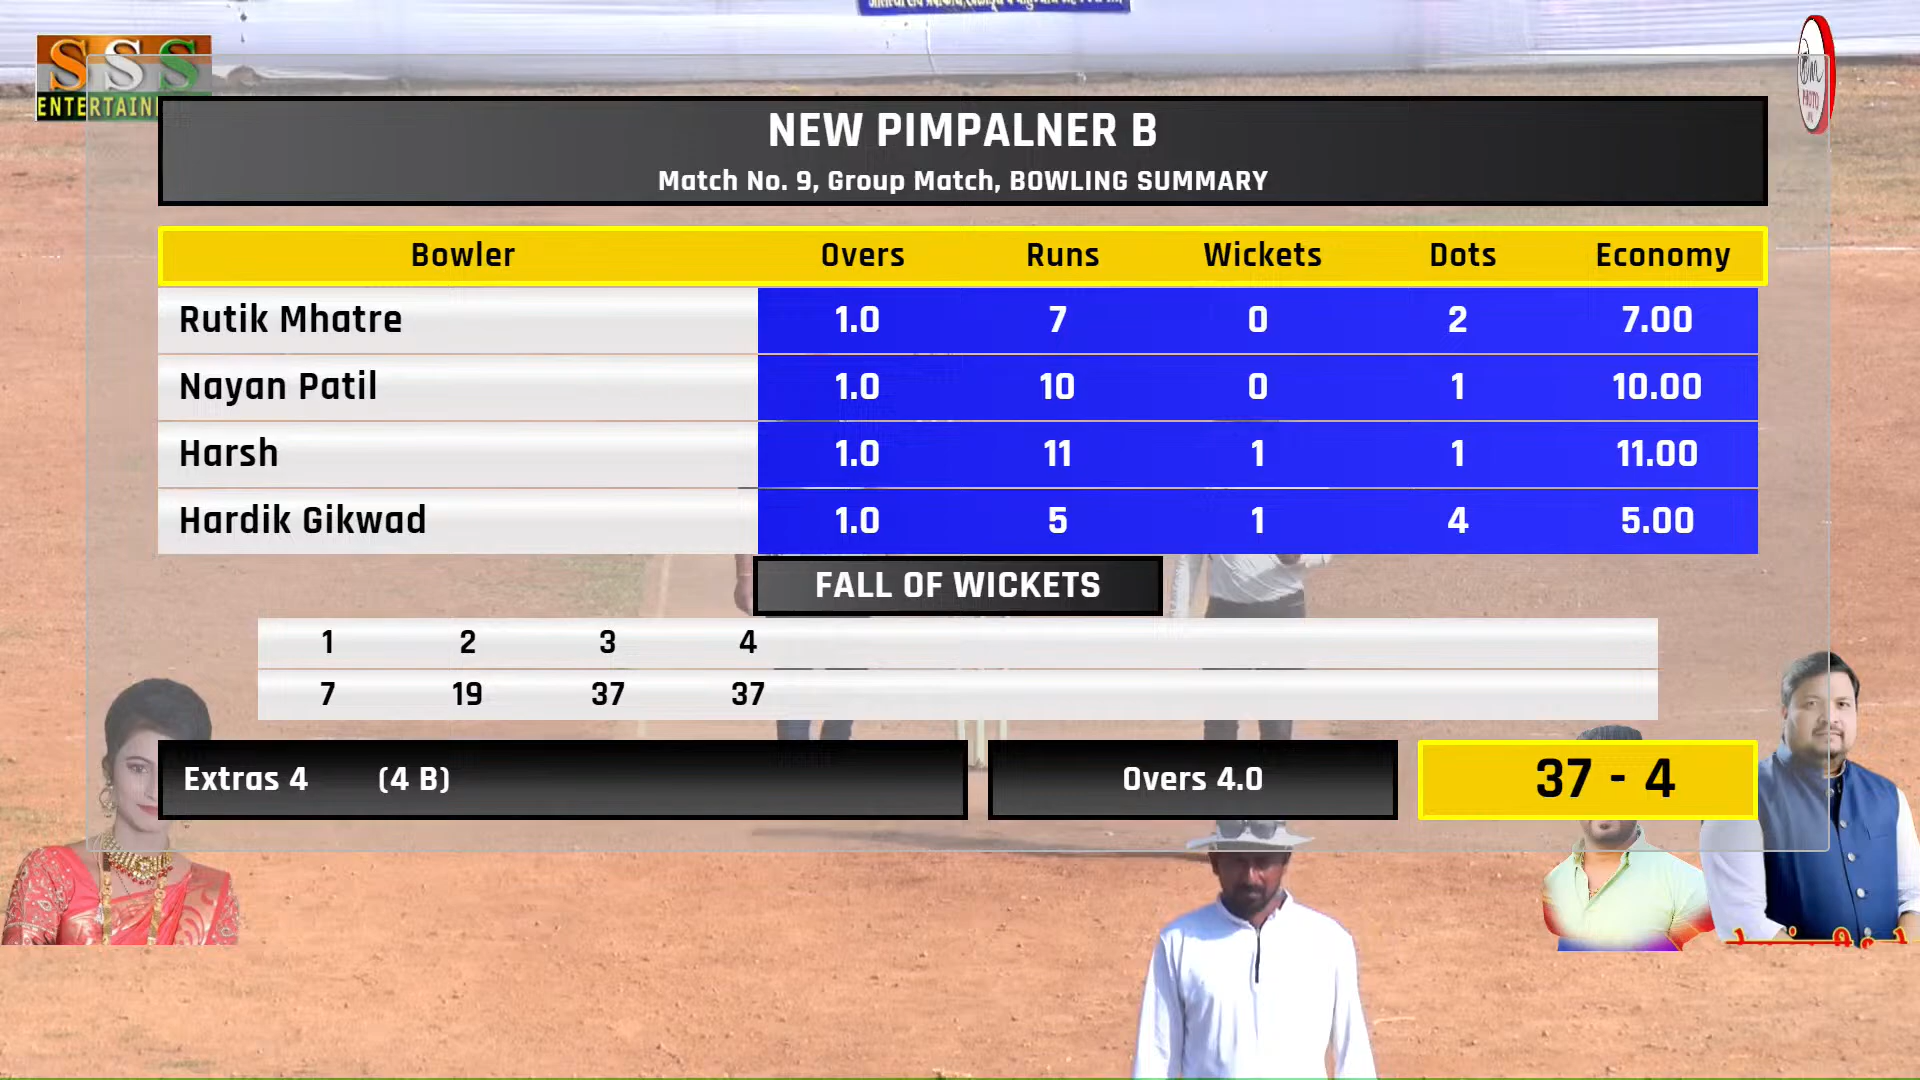 SSS
NEW PIMPALNER B
Match No. 9, Group Match, BOWLING SUMMARY
Bowler Overs Runs Wickets Dots Economy
Rutik Mhatre 1.0 7 0 2 7.00
Nayan Patil 1.0 10 0 1 10.00
Harsh 1.0 11 1 1 11.00
Hardik Gikwad 1.0 5 1 4 5.00
FALL OF WICKETS
1 2 3 4
7 19 37 37
Extras 4 (4 B) Overs 4.0 37 - 4
PHOTO